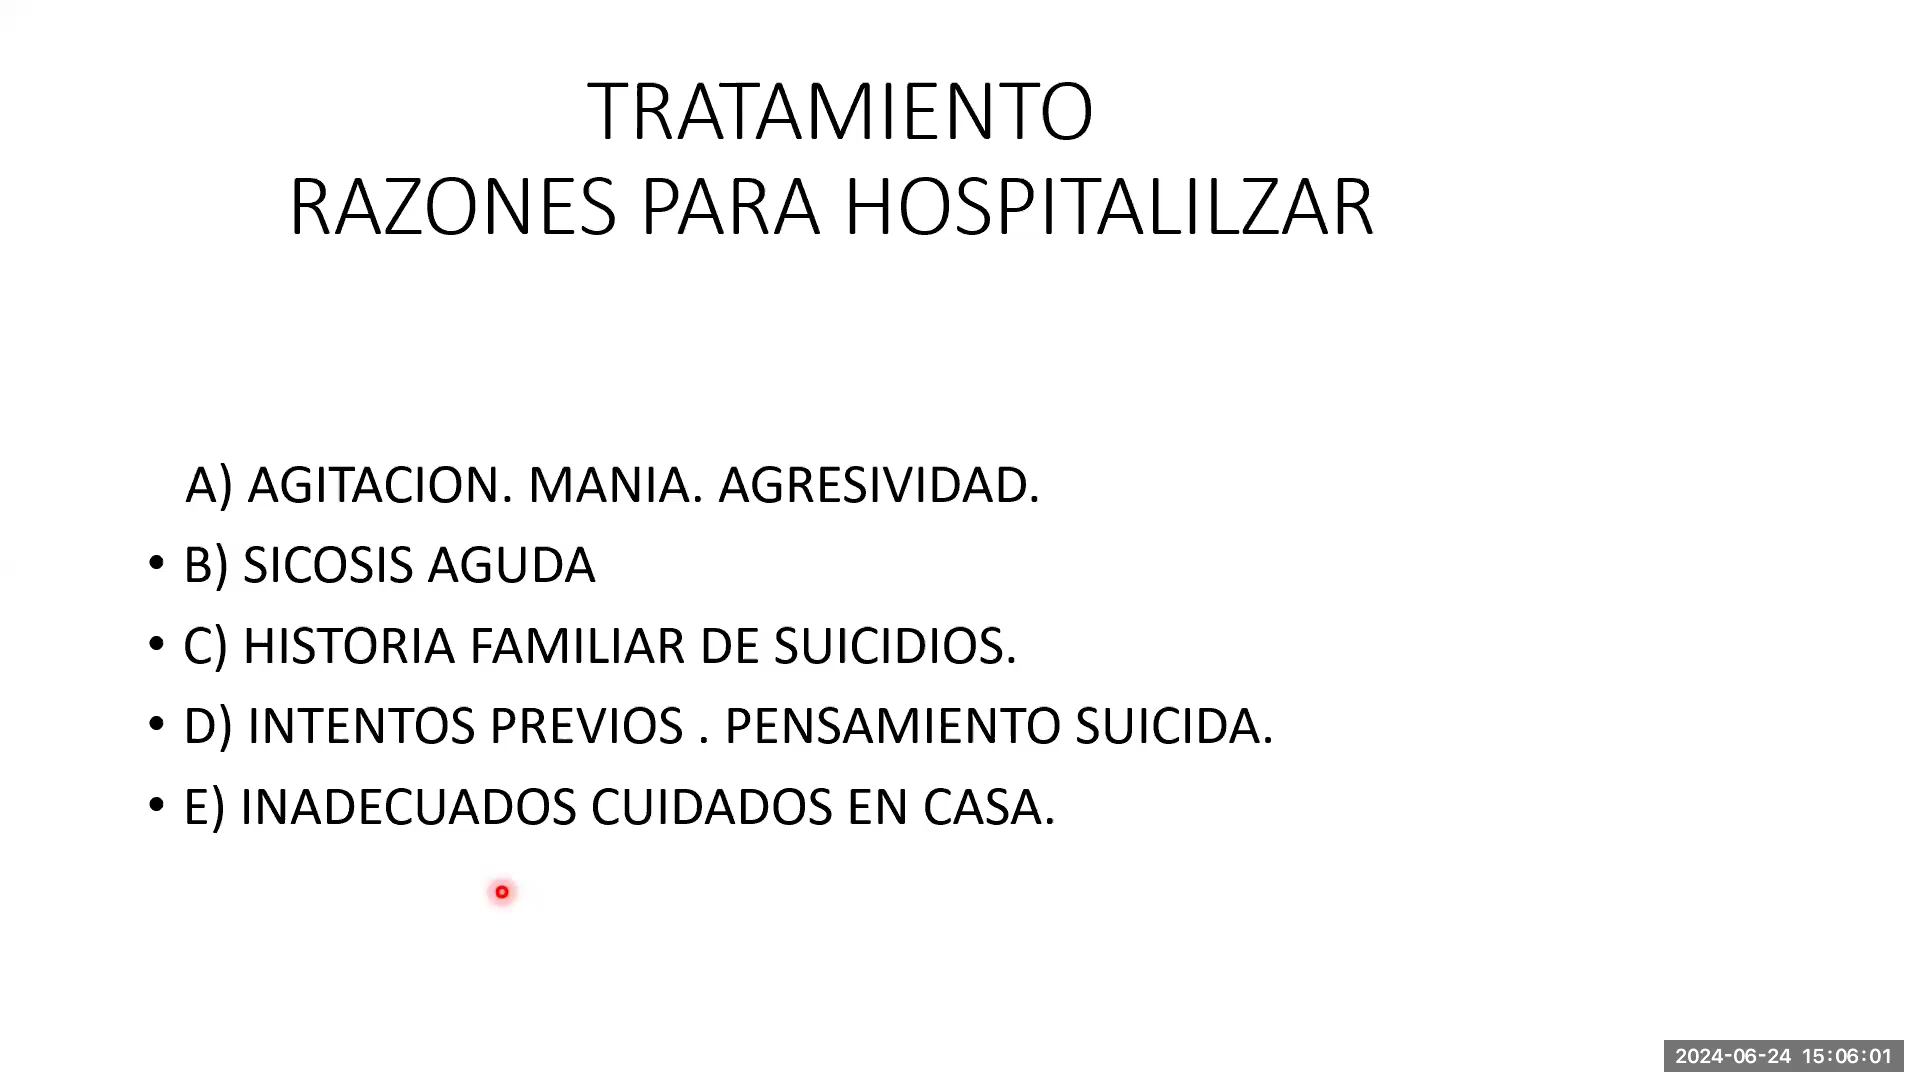 TRATAMIENTO
RAZONES PARA HOSPITALILZAR
A) AGITACION. MANIA. AGRESIVIDAD.
• B) SICOSIS AGUDA
• C) HISTORIA FAMILIAR DE SUICIDIOS.
• D) INTENTOS PREVIOS . PENSAMIENTO SUICIDA.
• E) INADECUADOS CUIDADOS EN CASA.
2024-06-24 15:06:01